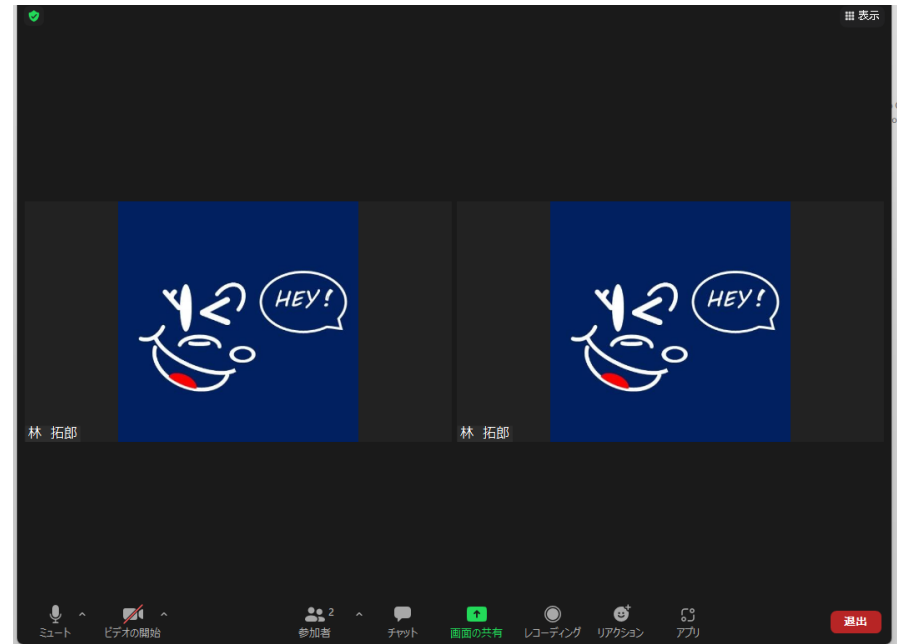 表示
HEY!
HEY!
林 拓郎
林 拓郎
ミュート
ビデオの開始
2
参加者
チャット
画面の共有
レコーディング
リアクション
アプリ
退出